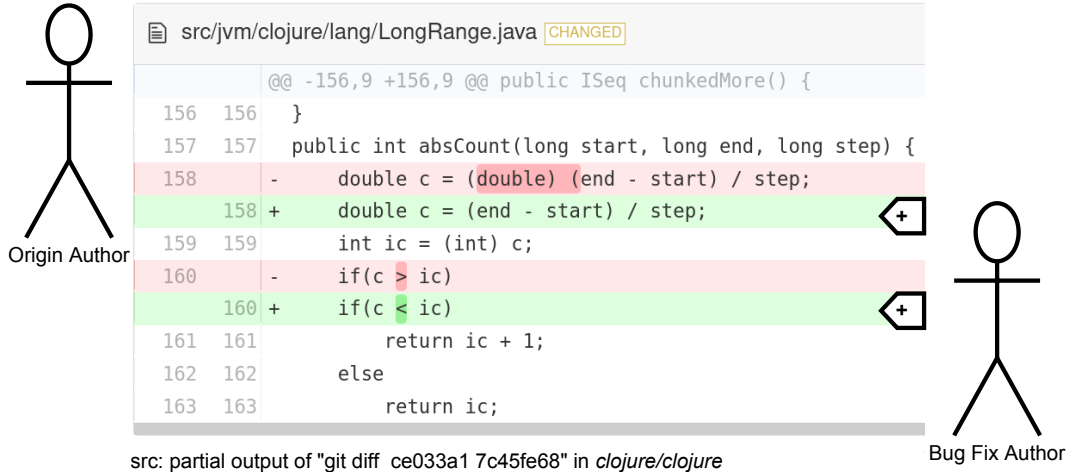 src/jvm/clojure/lang/LongRange.java CHANGED
@@ -156,9 +156,9 @@ public ISeq chunkedMore() {
156 156 }
157 157 public int absCount(long start, long end, long step) {
158 - double c = (double) (end - start) / step;
158 + double c = (end - start) / step;
+
159 159 int ic = (int) c;
160 - if(c > ic)
160 + if(c < ic)
+
161 161 return ic + 1;
162 162 else
163 163 return ic;
Origin Author
Bug Fix Author
src: partial output of "git diff ce033a1 7c45fe68" in clojure/clojure